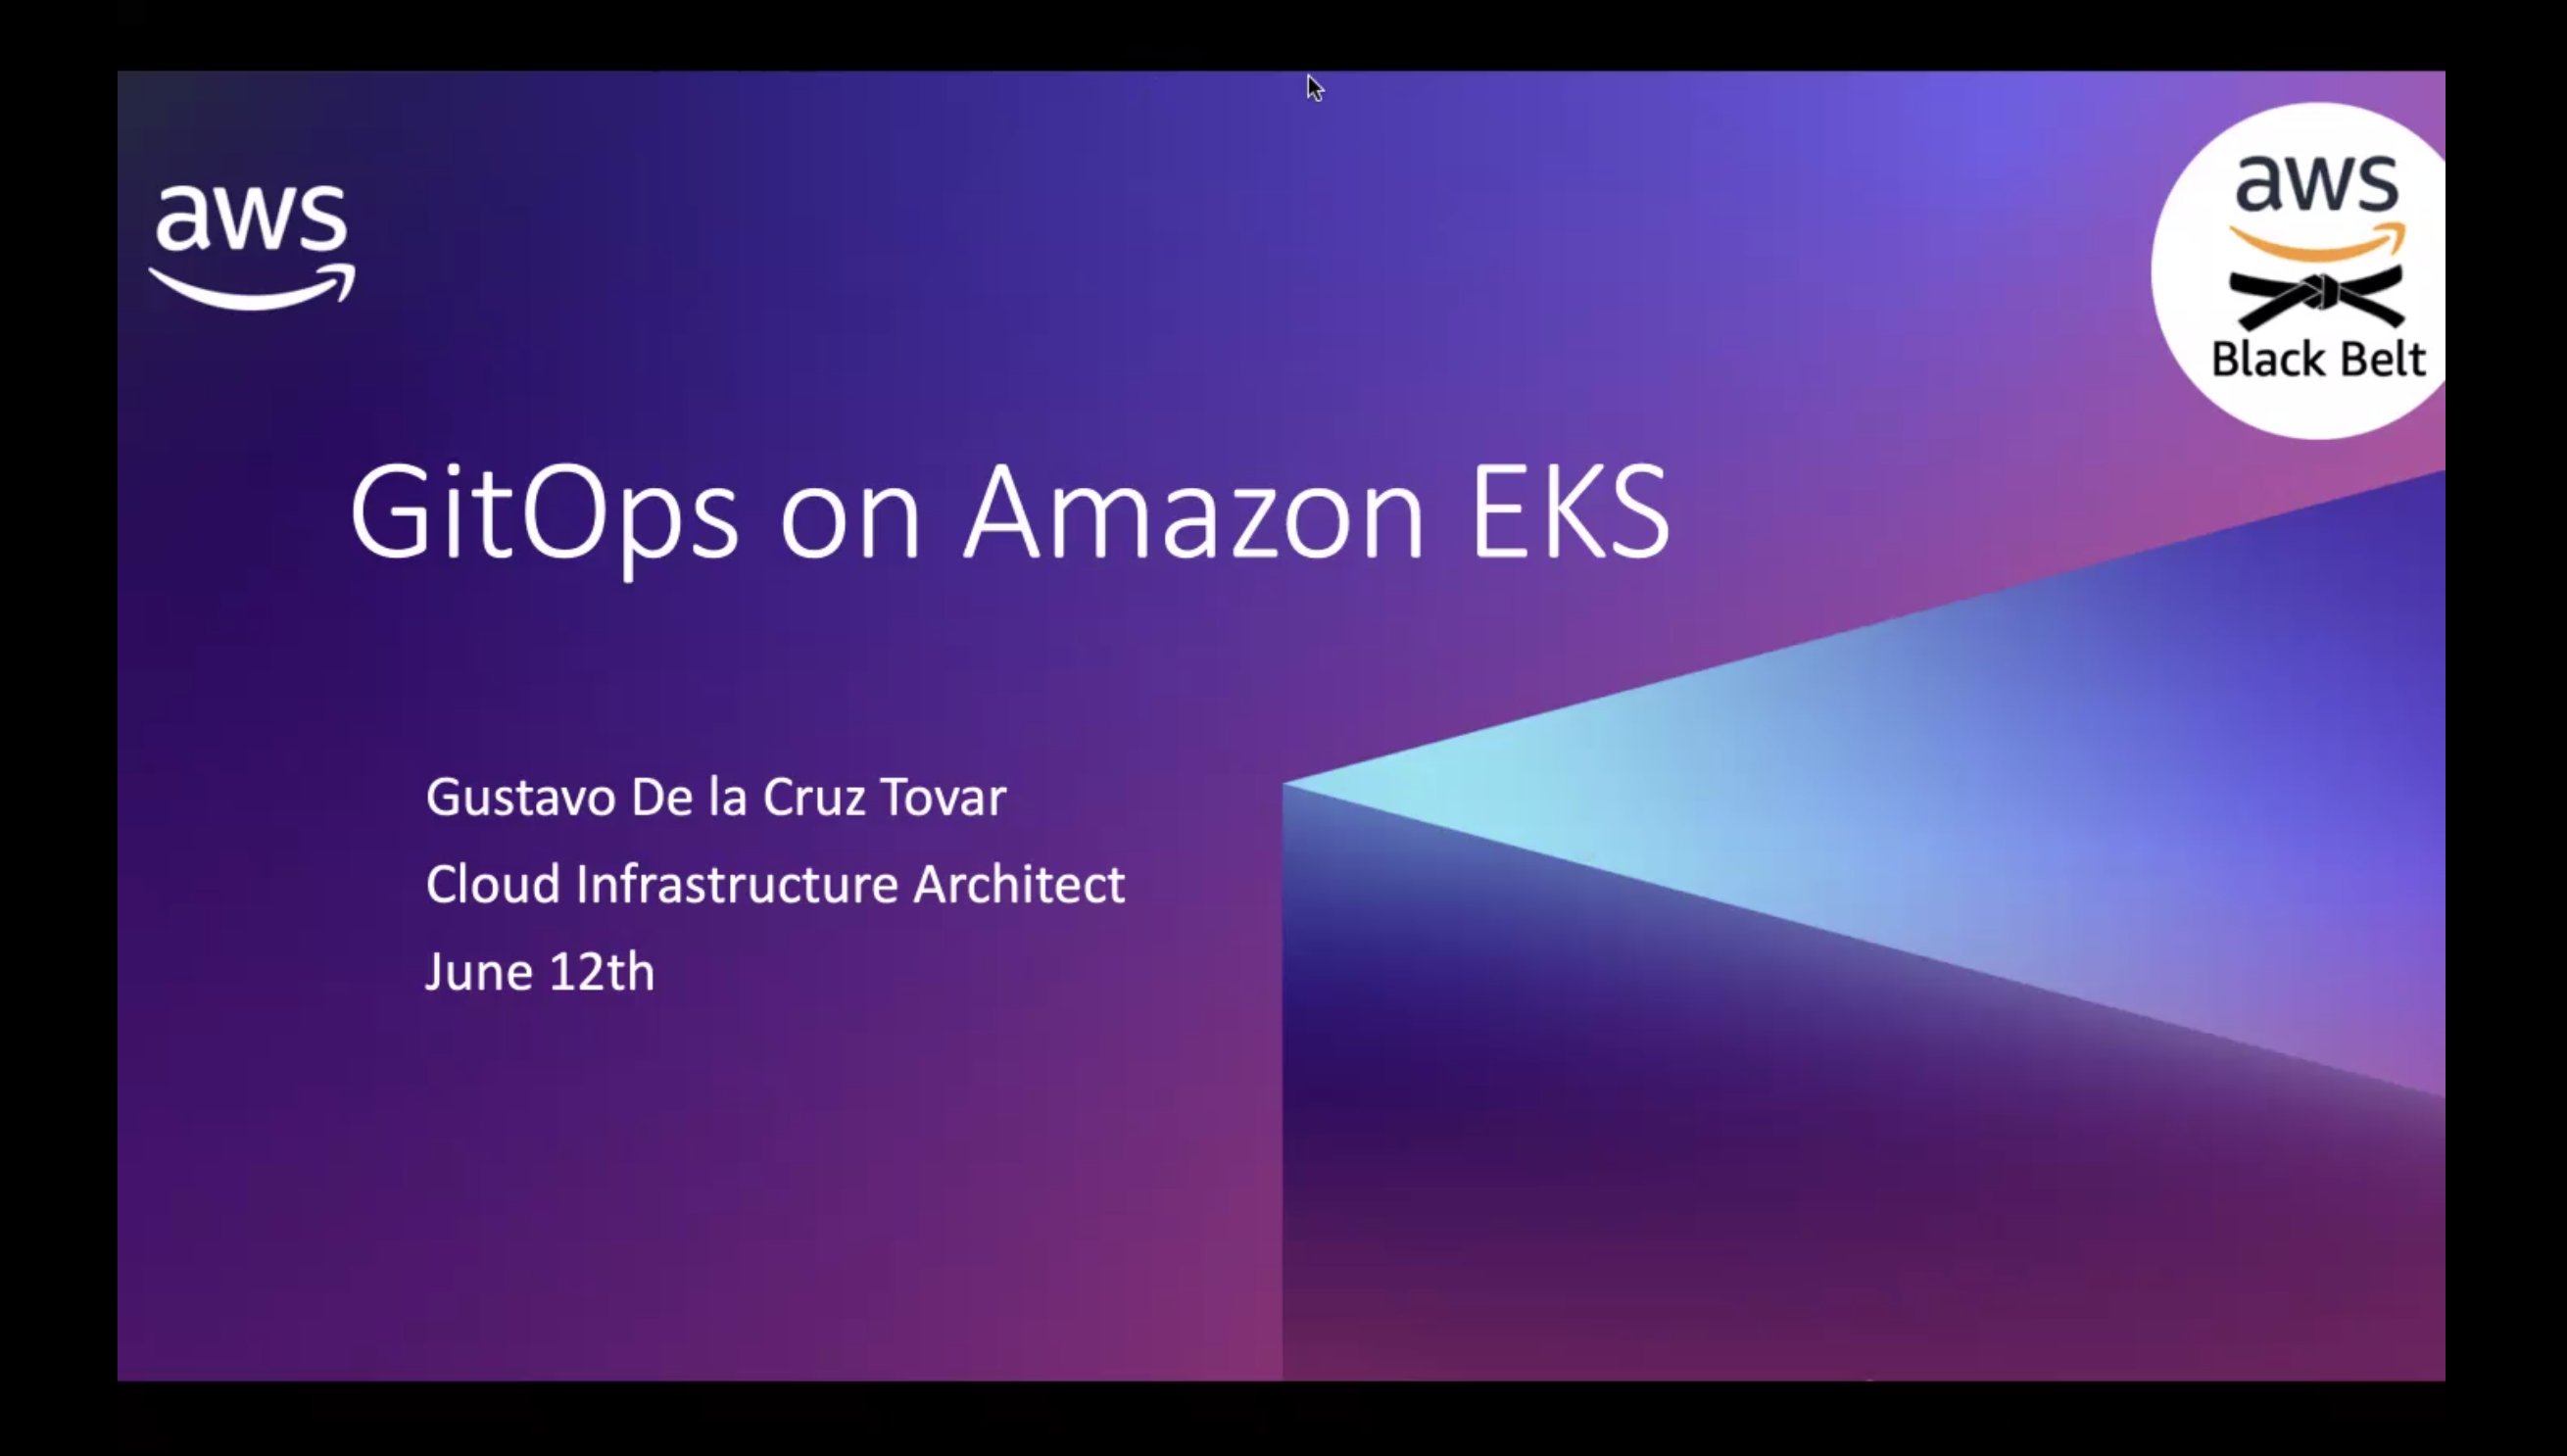 aws
aws
Black Belt
GitOps on Amazon EKS
Gustavo De la Cruz Tovar
Cloud Infrastructure Architect
June 12th